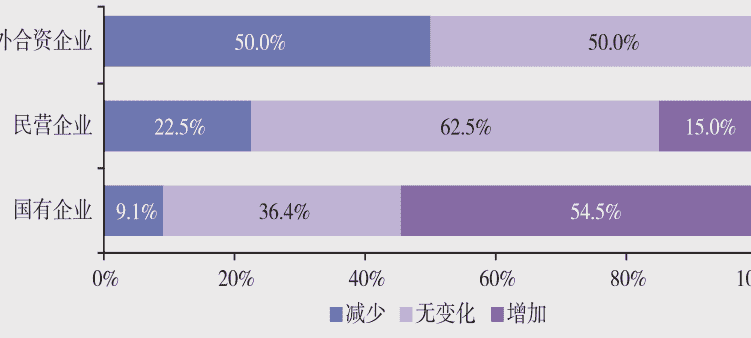 外合资企业
50.0% 50.0%
民营企业
22.5% 62.5% 15.0%
国有企业
9.1% 36.4% 54.5%
0% 20% 40% 60% 80% 10
减少 无变化 增加